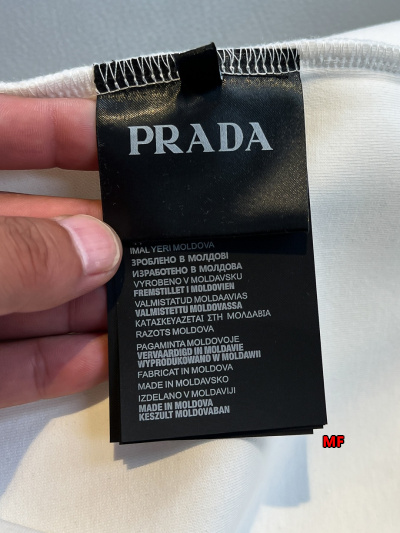 PRADA
IMAL YERI MOLDOVA
ЗРОБЛЕНО В МОЛДОВІ
ИЗРАБОТЕНО В МОЛДОВА
VYROBENO V MOLDAVSKIJ
FREMSTILLET I MOLDOVIEN
VALMISTATUD MOLDAAVIAS
VALMISTETTU MOLDOVASSA
ΚΑΤΑΣΚΕΥΑΖΕΤΑΙ ΣΤΗ ΜΟΛΔΑΒΙΑ
RAZOTS MOLDOVA
PAGAMINTA MOLDOVOJE
VERVAARDIGD IN MOLDAVIE
WYPRODUKOWANO W MOLDAWII
FABRICAT IN MOLDOVA
MADE IN MOLDAVSKO
IZDELANO V MOLDAVIJI
MADE IN MOLDOVA
KESZULT MOLDOVABAN
MF